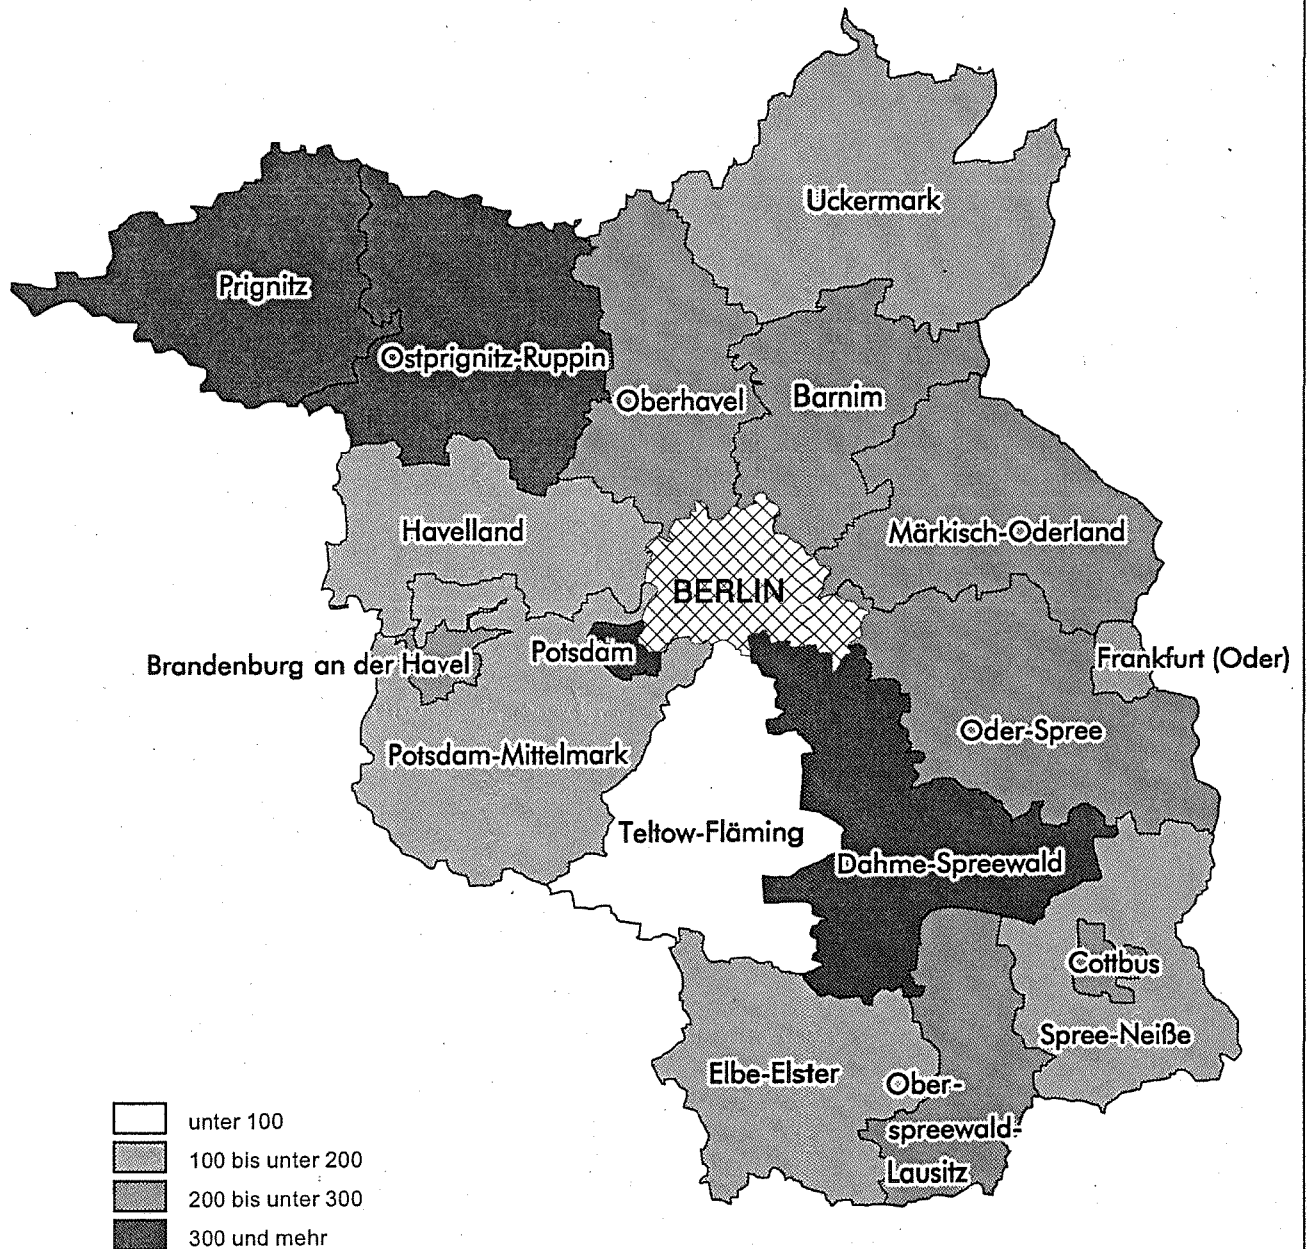 Uckermark
Prignitz
Ostprignitz-Ruppin
Oberhavel
Barnim
Havelland
Märkisch-Oderland
BERLIN
Potsdam
Frankfurt (Oder)
Brandenburg an der Havel
Oder-Spree
Potsdam-Mittelmark
Teltow-Fläming
Dahme-Spreewald
Cottbus
Spree-Neiße
Elbe-Elster
Ober-
spreewald-
Lausitz
unter 100
100 bis unter 200
200 bis unter 300
300 und mehr